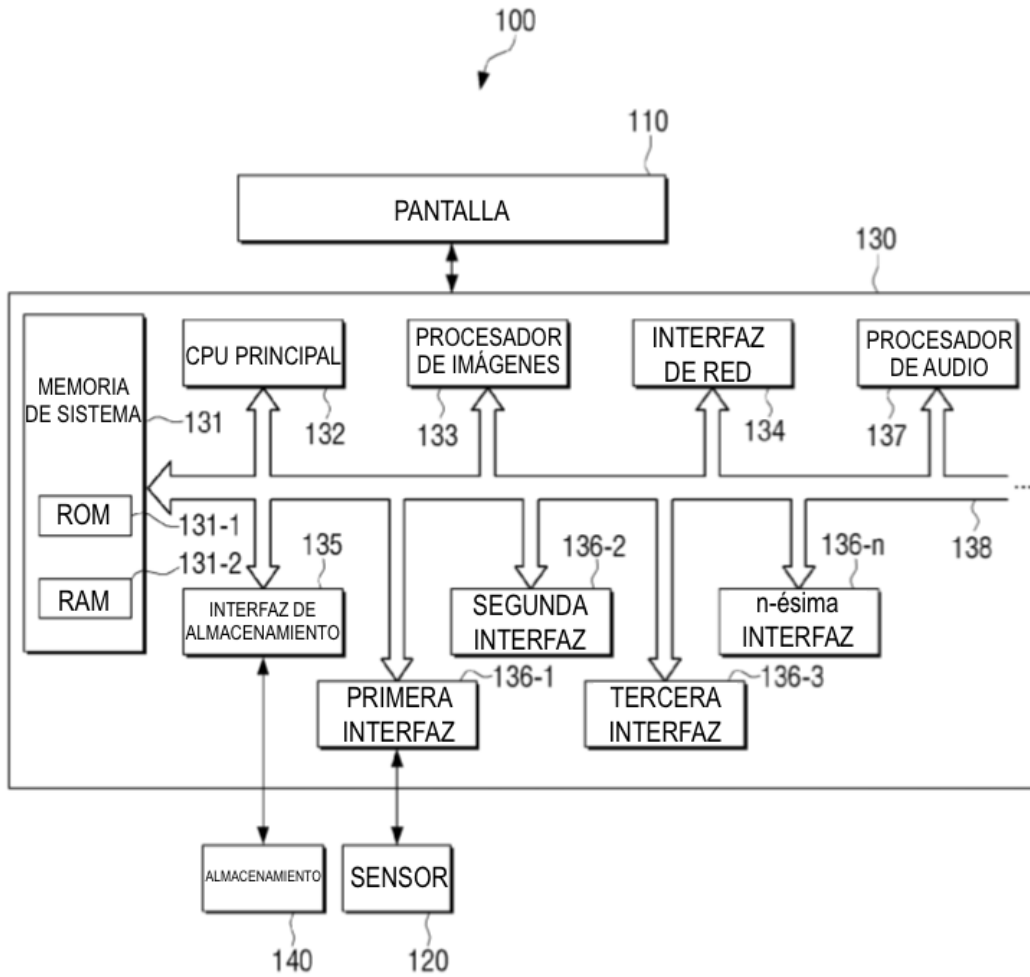 100
110
PANTALLA
130
MEMORIA
DE SISTEMA
131
ROM
131-1
RAM
131-2
CPU PRINCIPAL
132
PROCESADOR
DE IMÁGENES
133
INTERFAZ
DE RED
134
PROCESADOR
DE AUDIO
137
...
138
135
INTERFAZ DE
ALMACENAMIENTO
136-2
SEGUNDA
INTERFAZ
136-n
n-ésima
INTERFAZ
136-1
PRIMERA
INTERFAZ
136-3
TERCERA
INTERFAZ
ALMACENAMIENTO
140
SENSOR
120